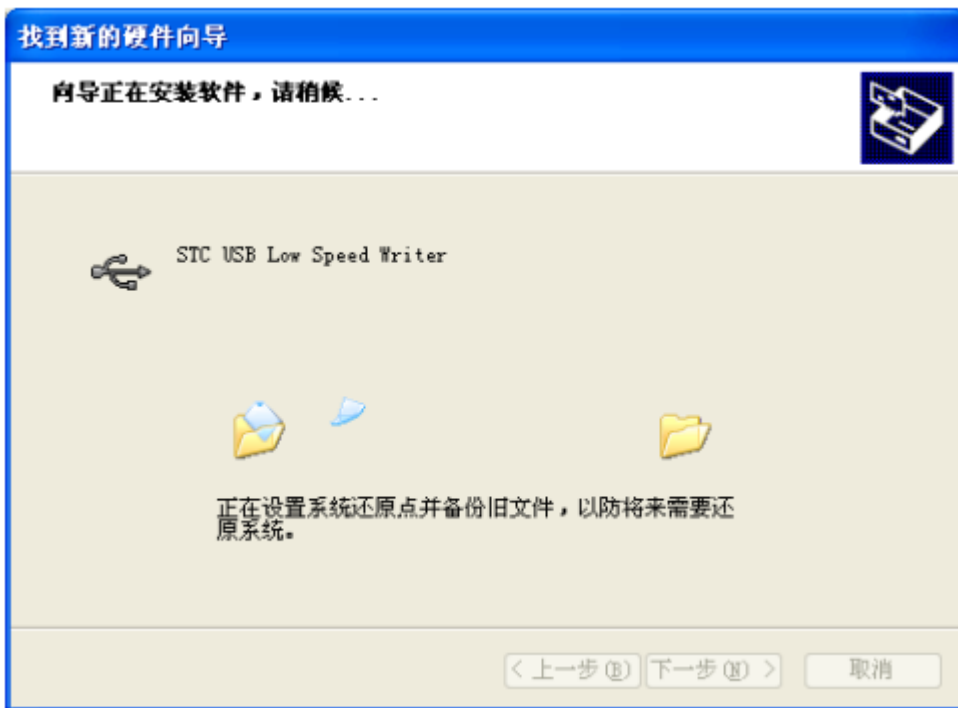 找到新的硬件向导
向导正在安装软件，请稍候...
STC USB Low Speed Writer
正在设置系统还原点并备份旧文件，以防将来需要还
原系统。
< 上一步(B) 下一步(N) > 取消